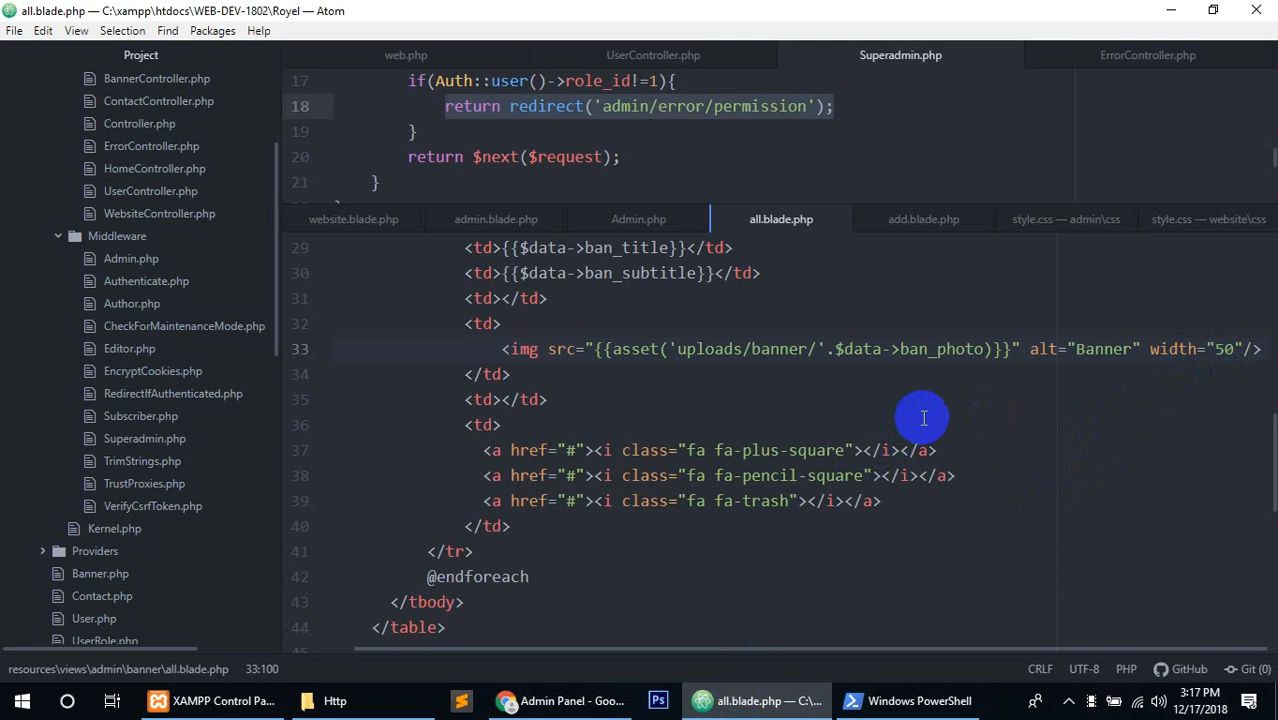 all.blade.php — C:\xampp\htdocs\WEB-DEV-1802\Royel — Atom
File Edit View Selection Find Packages Help
Project
BannerController.php
ContactController.php
Controller.php
ErrorController.php
HomeController.php
UserController.php
WebsiteController.php
Middleware
Admin.php
Authenticate.php
Author.php
CheckForMaintenanceMode.php
Editor.php
EncryptCookies.php
RedirectIfAuthenticated.php
Subscriber.php
Superadmin.php
TrimStrings.php
TrustProxies.php
VerifyCsrfToken.php
Kernel.php
Providers
Banner.php
Contact.php
User.php
UserRole.php
web.php UserController.php Superadmin.php ErrorController.php
17 if(Auth::user()->role_id!=1){
18 return redirect('admin/error/permission');
19 }
20 return $next($request);
21 }
website.blade.php admin.blade.php Admin.php all.blade.php add.blade.php style.css — admin\css style.css — website\css
29 <td>{{$data->ban_title}}</td>
30 <td>{{$data->ban_subtitle}}</td>
31 <td></td>
32 <td>
33 <img src="{{asset('uploads/banner/'.$data->ban_photo)}}" alt="Banner" width="50"/>
34 </td>
35 <td></td>
36 <td>
37 <a href="#"><i class="fa fa-plus-square"></i></a>
38 <a href="#"><i class="fa fa-pencil-square"></i></a>
39 <a href="#"><i class="fa fa-trash"></i></a>
40 </td>
41 </tr>
42 @endforeach
43 </tbody>
44 </table>
45
resources\views\admin\banner\all.blade.php 33:100 CRLF UTF-8 PHP GitHub Git (0)
XAMPP Control Pa... Http Admin Panel - Goo... Ps all.blade.php — C:\... Windows PowerShell 3:17 PM
12/17/2018